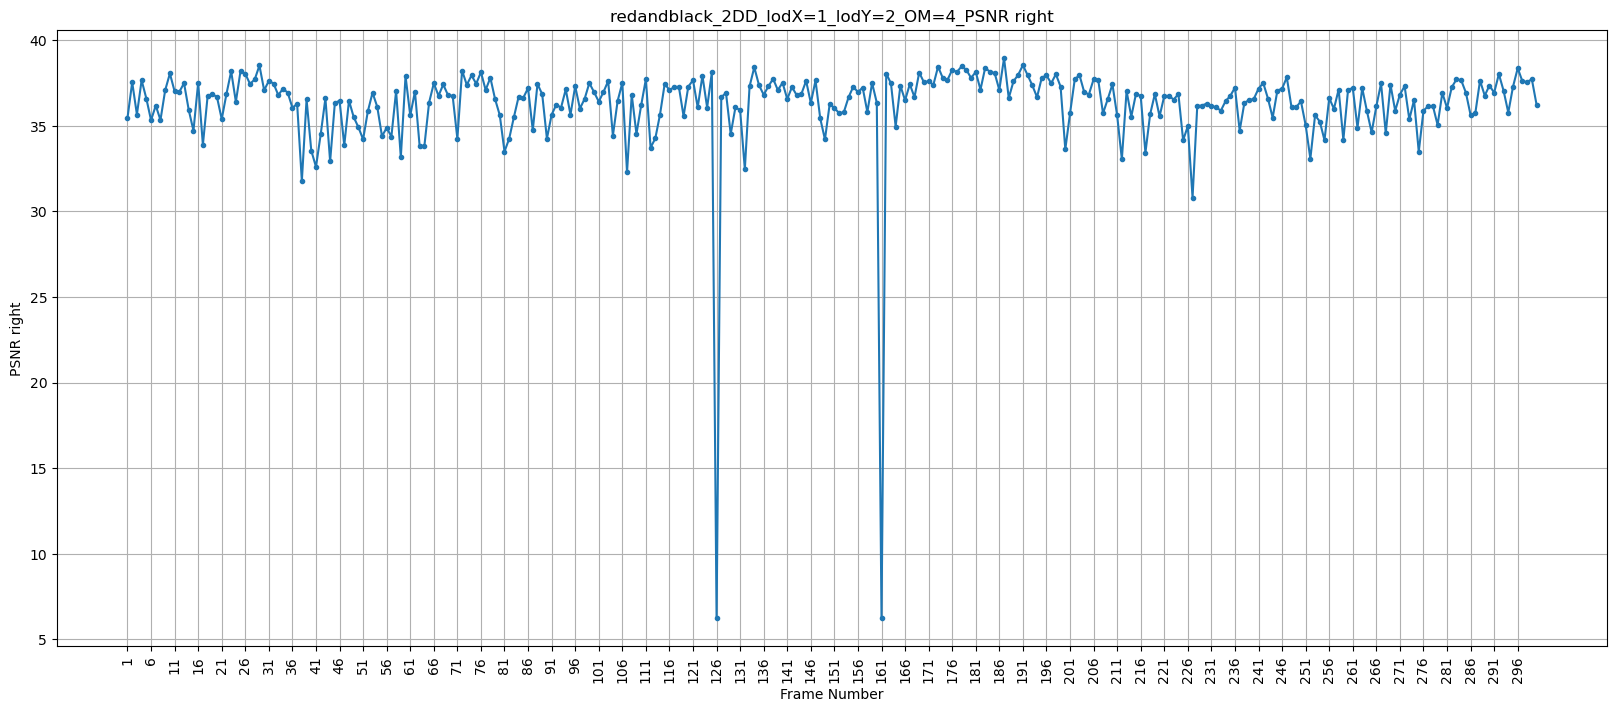 redandblack_2DD_lodX=1_lodY=2_OM=4_PSNR right
40
35
30
25
20
15
10
5
PSNR right
1 6 11 16 21 26 31 36 41 46 51 56 61 66 71 76 81 86 91 96 101 106 111 116 121 126 131 136 141 146 151 156 161 166 171 176 181 186 191 196 201 206 211 216 221 226 231 236 241 246 251 256 261 266 271 276 281 286 291 296
Frame Number